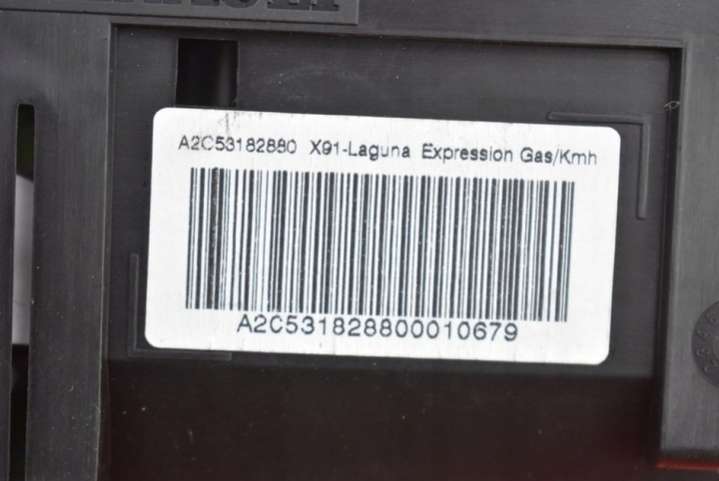 A2C53182880 X91-Laguna Expression Gas/Kmh
A2C531828800010679